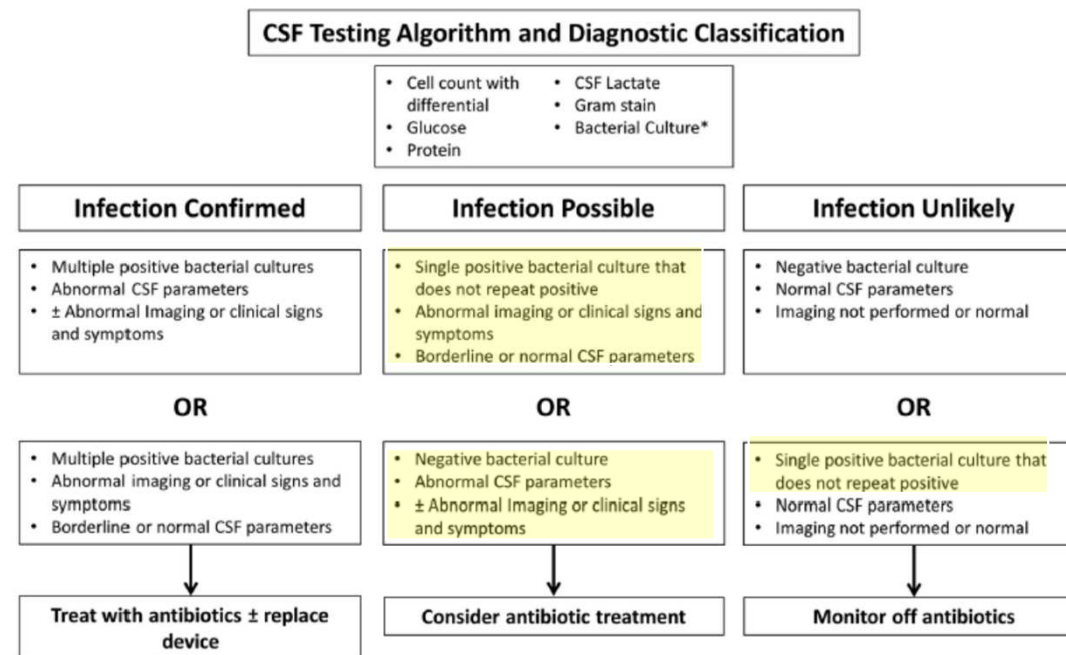 CSF Testing Algorithm and Diagnostic Classification
• Cell count with
differential
• Glucose
• Protein
• CSF Lactate
• Gram stain
• Bacterial Culture*
Infection Confirmed
• Multiple positive bacterial cultures
• Abnormal CSF parameters
• ± Abnormal Imaging or clinical signs
and symptoms
OR
• Multiple positive bacterial cultures
• Abnormal imaging or clinical signs and
symptoms
• Borderline or normal CSF parameters
Treat with antibiotics ± replace
device
Infection Possible
• Single positive bacterial culture that
does not repeat positive
• Abnormal imaging or clinical signs and
symptoms
• Borderline or normal CSF parameters
OR
• Negative bacterial culture
• Abnormal CSF parameters
• ± Abnormal Imaging or clinical signs
and symptoms
Consider antibiotic treatment
Infection Unlikely
• Negative bacterial culture
• Normal CSF parameters
• Imaging not performed or normal
OR
• Single positive bacterial culture that
does not repeat positive
• Normal CSF parameters
• Imaging not performed or normal
Monitor off antibiotics